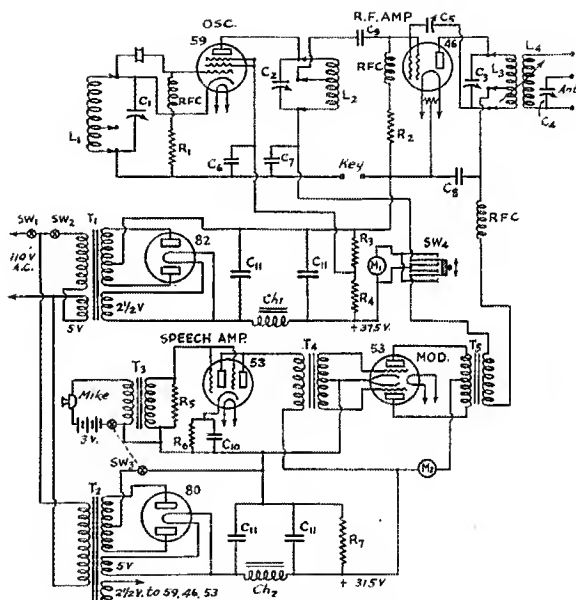 OSC.
59
R.F. AMP
C5
46
C9
L4
L3
C3
Ant
C4
RFC
C1
L1
RFC
R1
C2
L2
R2
C6
C7
Key
C8
RFC
SW1
SW2
T1
82
110 V
A.C.
5V
2½V
C11
C11
R3
R4
M1
SW4
Ch1
+ 375V
SPEECH AMP.
53
T4
53
MOD.
T5
Mike
T3
R5
3V.
R6
C10
SW3
M2
T2
80
C11
C11
R7
5V
Ch2
+ 315V
2½V. to 59, 46, 53